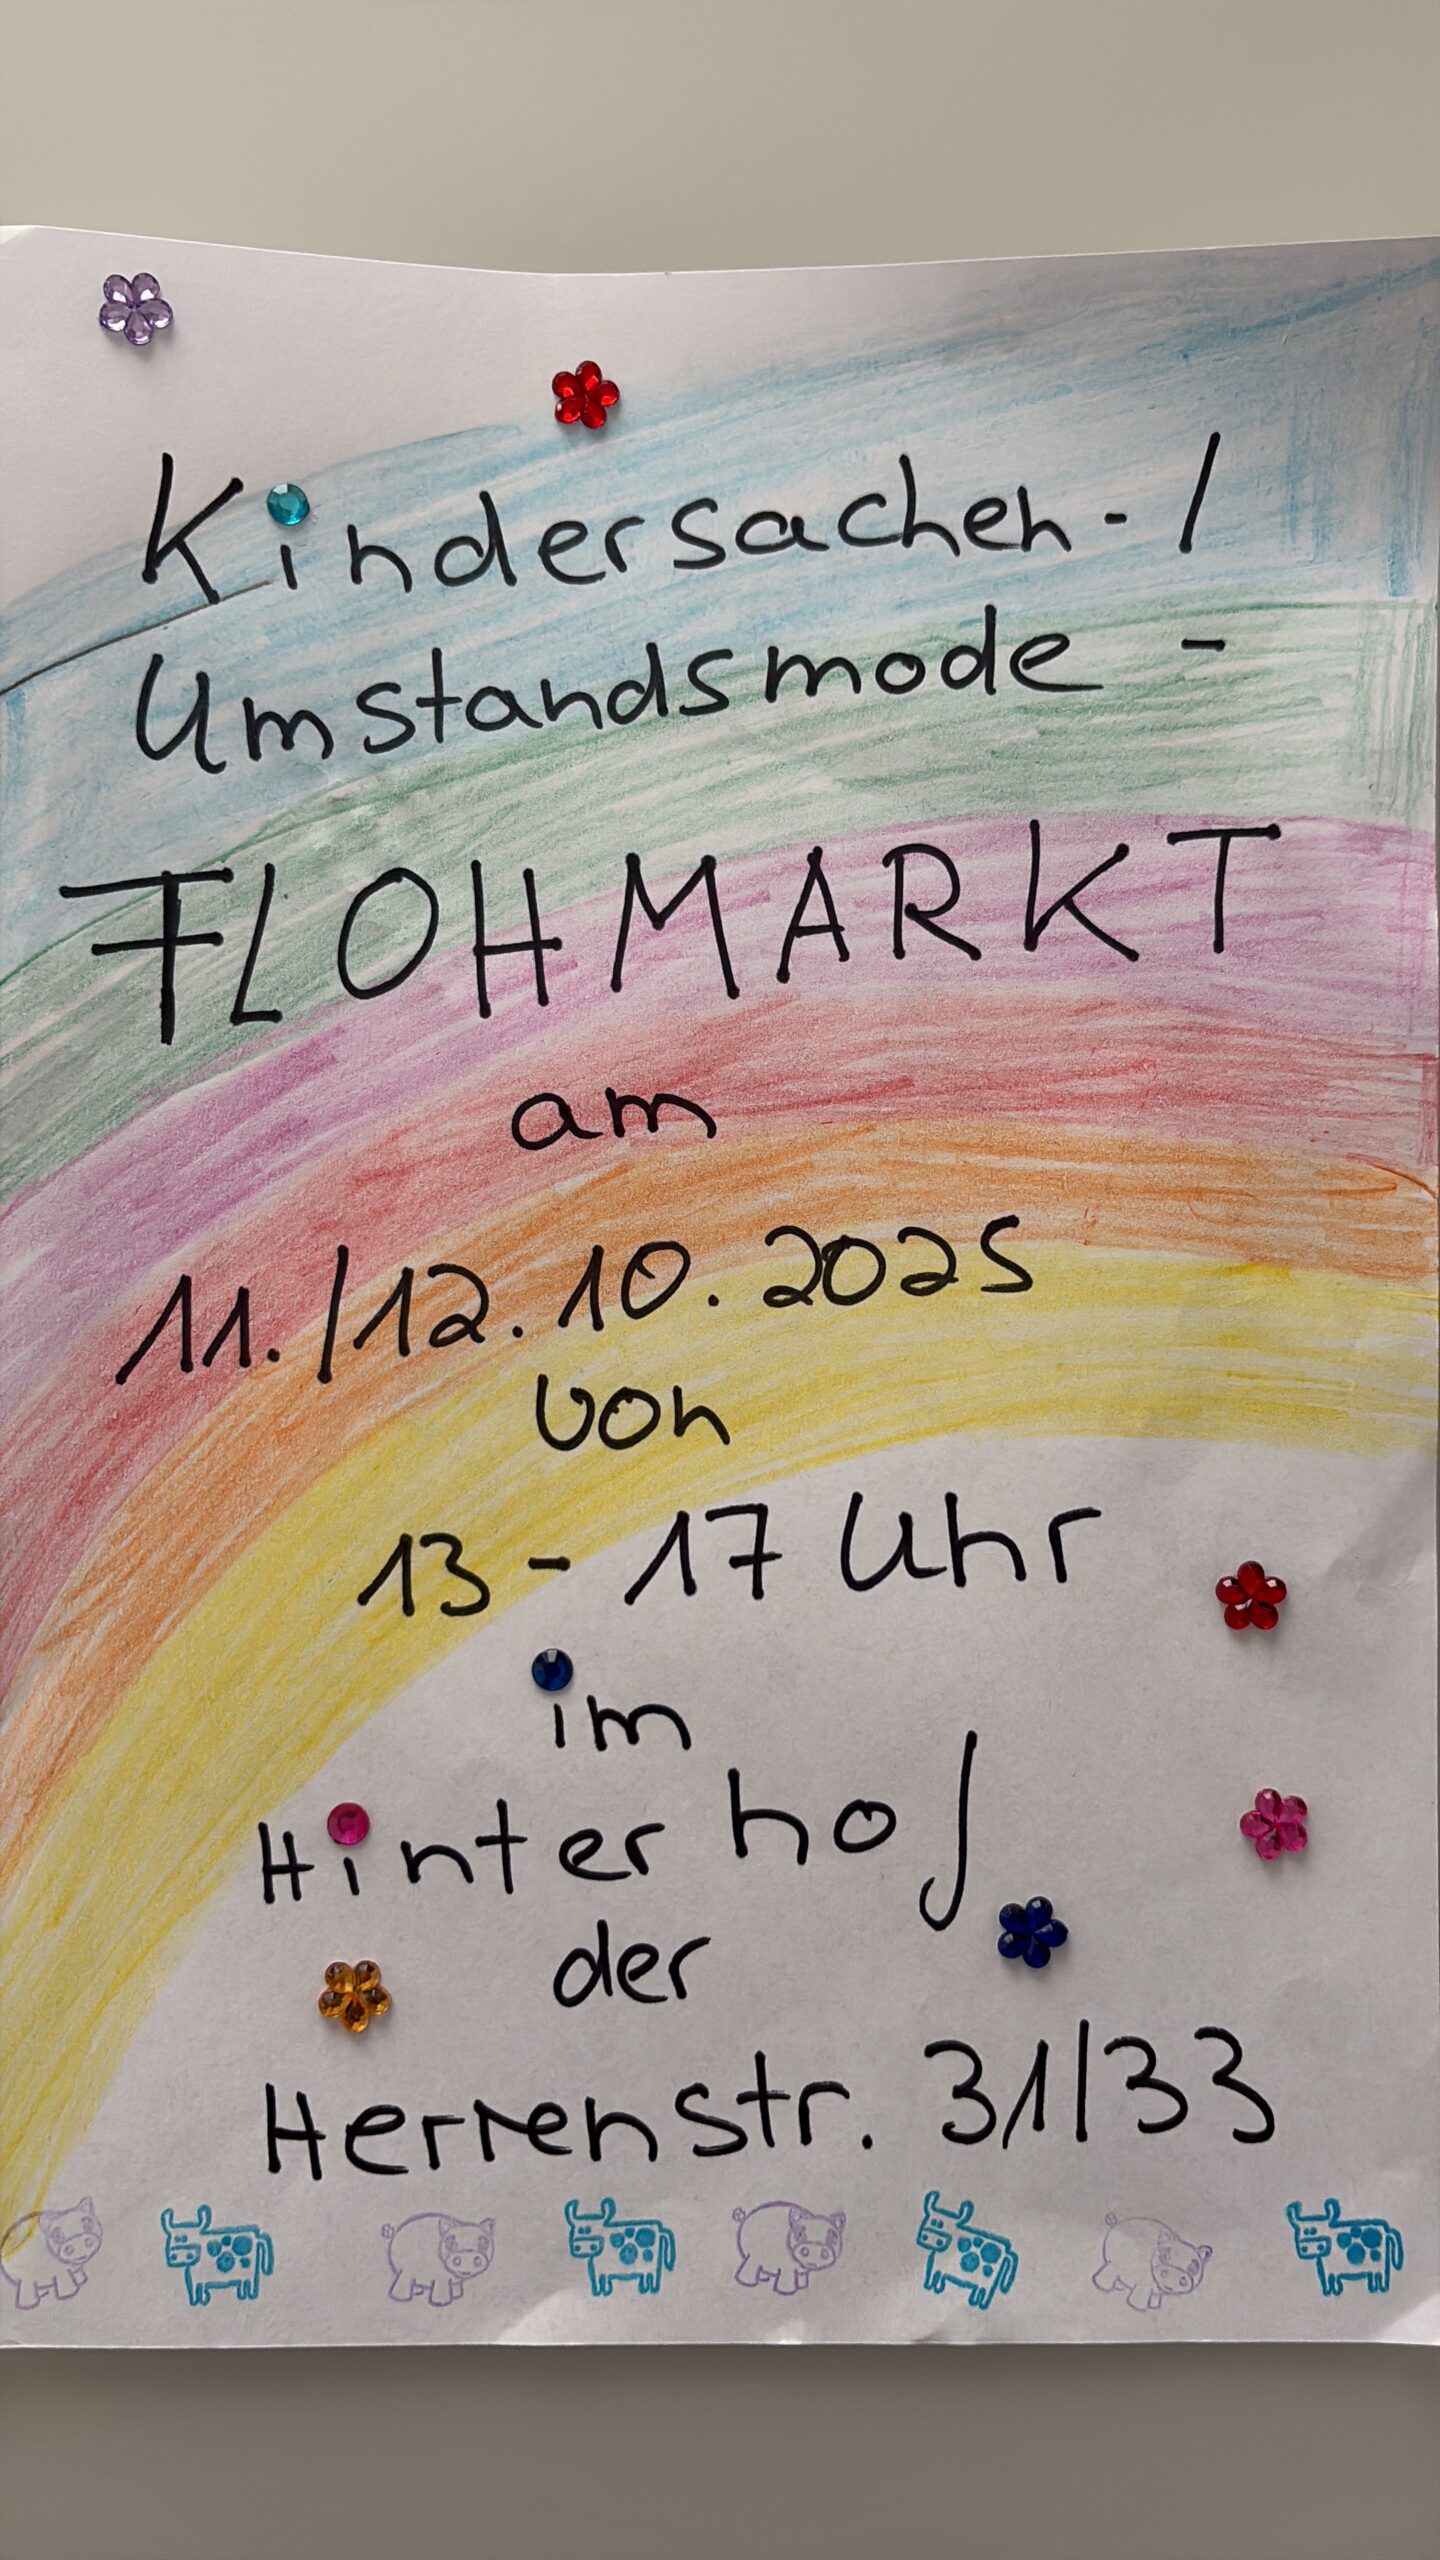 Kindersachen-/
Umstandsmode-
FLOHMARKT
am
11./12.10.2025
von
13-17 Uhr
im
Hinterhof
der
Herrenstr. 31/33